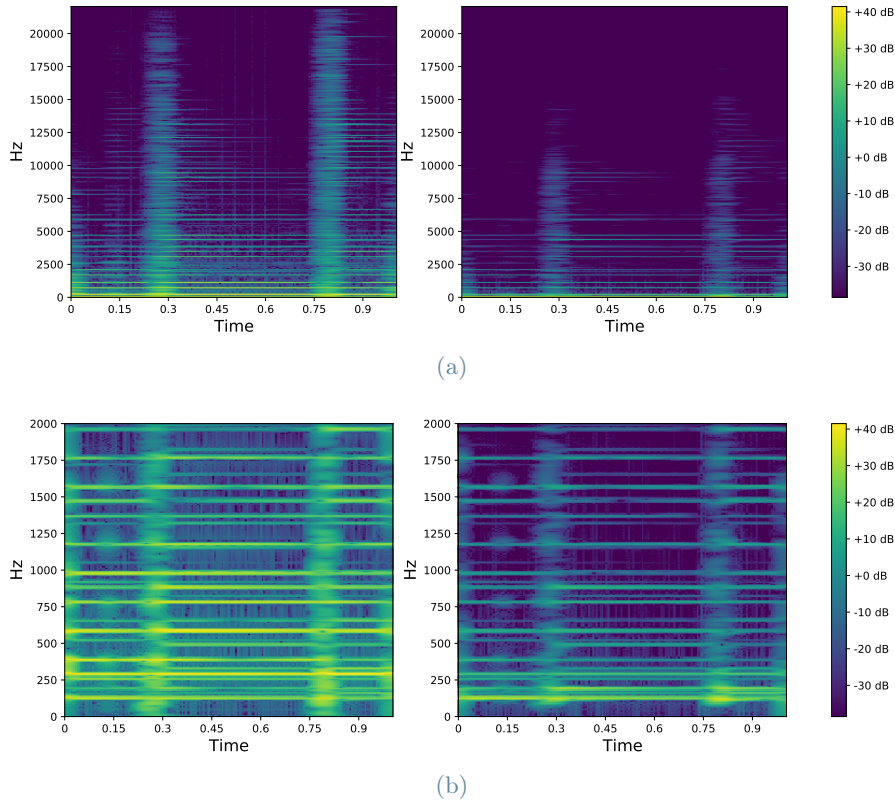 20000
17500
15000
12500
10000
7500
5000
2500
0
Hz
0
0.15
0.3
0.45
0.6
0.75
0.9
Time
20000
17500
15000
12500
10000
7500
5000
2500
0
Hz
0
0.15
0.3
0.45
0.6
0.75
0.9
Time
+40 dB
+30 dB
+20 dB
+10 dB
+0 dB
-10 dB
-20 dB
-30 dB
(a)
2000
1750
1500
1250
1000
750
500
250
0
Hz
0
0.15
0.3
0.45
0.6
0.75
0.9
Time
2000
1750
1500
1250
1000
750
500
250
0
Hz
0
0.15
0.3
0.45
0.6
0.75
0.9
Time
+40 dB
+30 dB
+20 dB
+10 dB
+0 dB
-10 dB
-20 dB
-30 dB
(b)